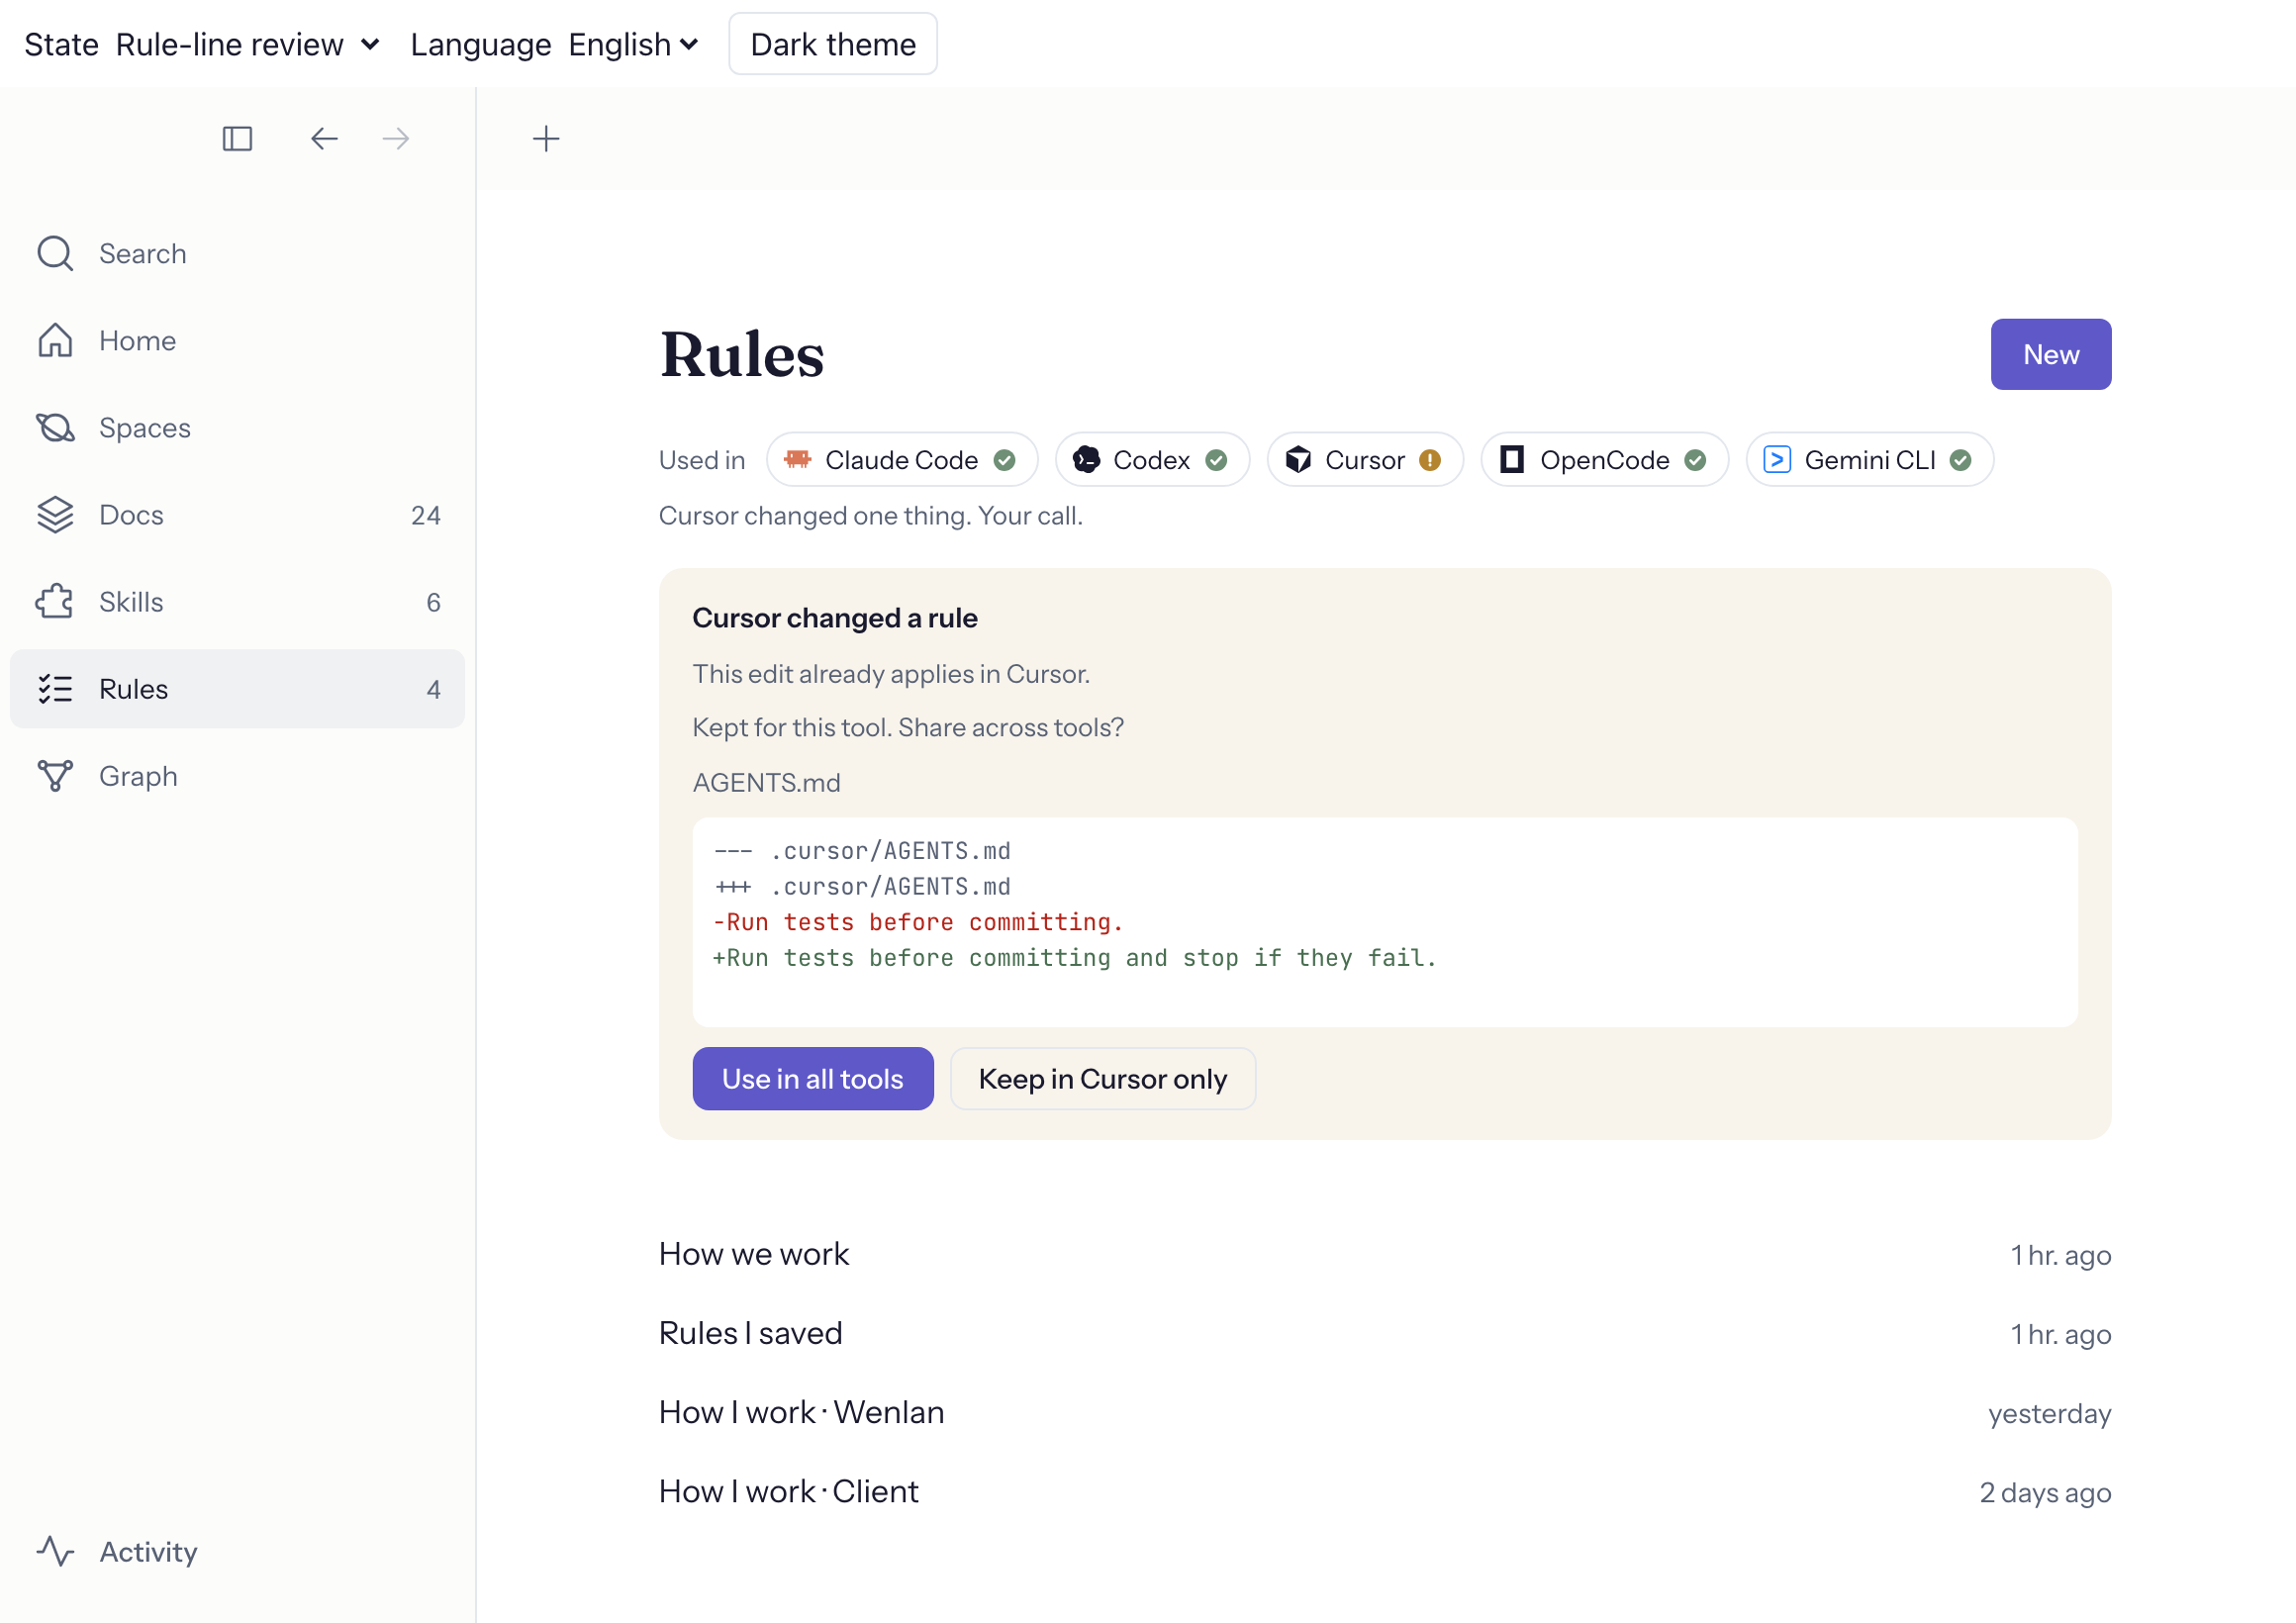 State Rule-line review Language English Dark theme
Search
Home
Spaces
Docs 24
Skills 6
Rules 4
Graph
Activity
Rules
New
Used in Claude Code Codex Cursor OpenCode Gemini CLI
Cursor changed one thing. Your call.
Cursor changed a rule
This edit already applies in Cursor.
Kept for this tool. Share across tools?
AGENTS.md
--- .cursor/AGENTS.md
+++ .cursor/AGENTS.md
-Run tests before committing.
+Run tests before committing and stop if they fail.
Use in all tools Keep in Cursor only
How we work 1 hr. ago
Rules I saved 1 hr. ago
How I work · Wenlan yesterday
How I work · Client 2 days ago